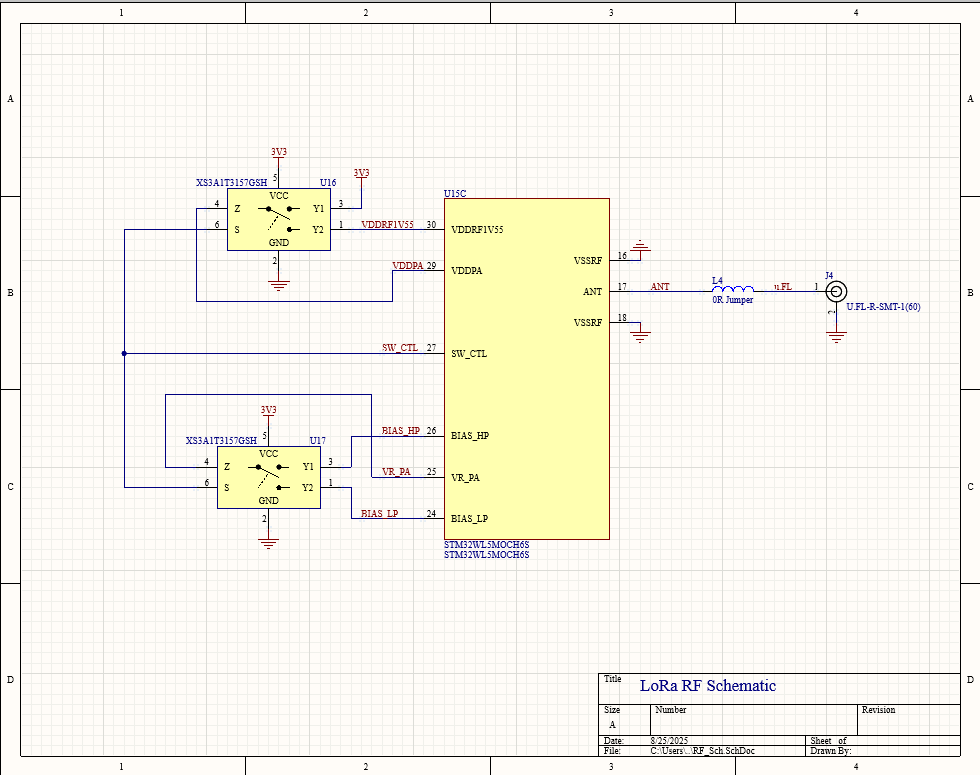 1 2 3 4
A A
3V3
3V3
XS3A1T3157GSH 5 U16
VCC
4 Z Y1 3
6 S Y2 1 VDDRF1V55 30 VDDRF1V55
GND
2
U15C
VDDPA 29 VDDPA
VSSRF 16
B B
ANT 17 ANT L4 u.FL 1 J4
0R Jumper
2 U.FL-R-SMT-1(60)
VSSRF 18
SW_CTL 27 SW_CTL
3V3
XS3A1T3157GSH 5 U17
VCC
BIAS_HP 26 BIAS_HP
4 Z Y1 3
VR_PA 25 VR_PA
6 S Y2 1
C C
GND
2
BIAS_LP 24 BIAS_LP
STM32WL5MOCH6S
STM32WL5MOCH6S
D D
Title LoRa RF Schematic
Size Number Revision
A
Date: 8/25/2025 Sheet of
File: C:\Users\..\RF_Sch.SchDoc Drawn By:
1 2 3 4